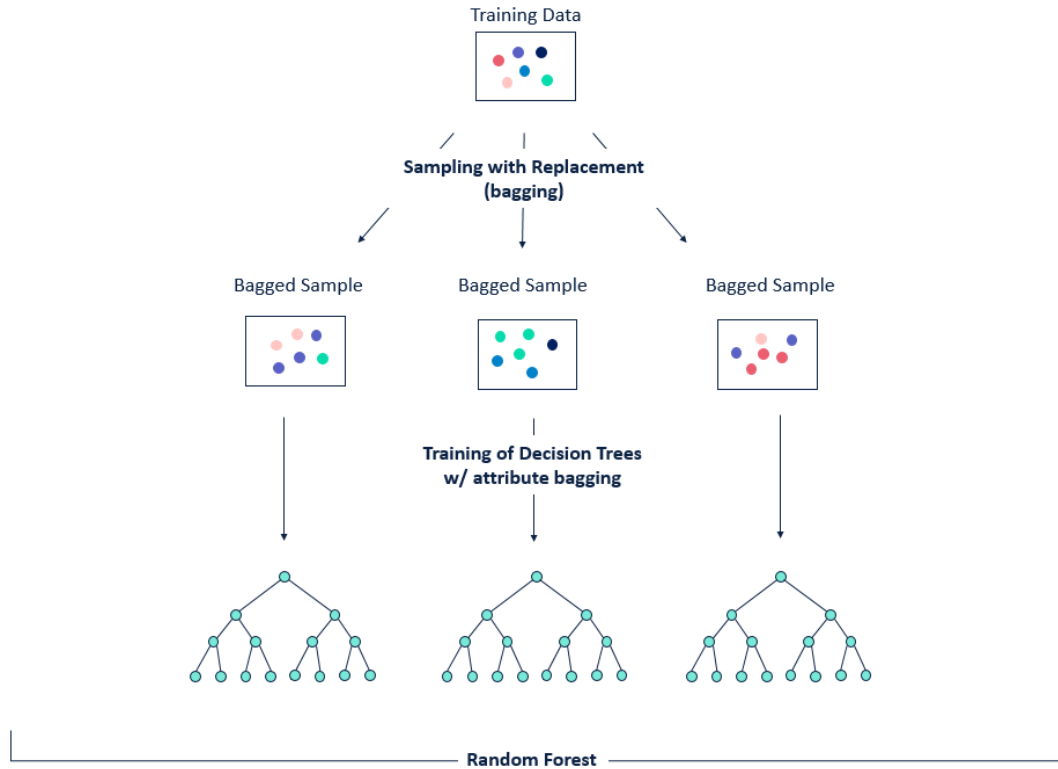 Training Data
Sampling with Replacement
(bagging)
Bagged Sample
Bagged Sample
Bagged Sample
Training of Decision Trees
w/ attribute bagging
Random Forest